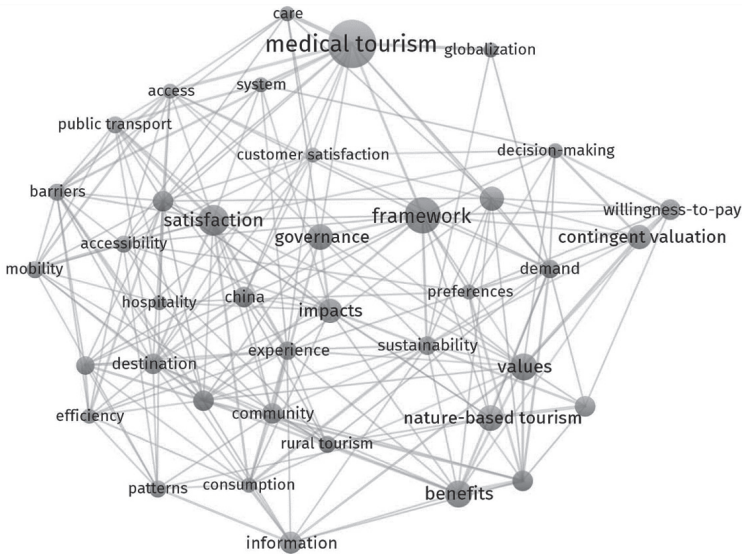 care
medical tourism
globalization
system
access
public transport
customer satisfaction
decision-making
barriers
willingness-to-pay
satisfaction
framework
governance
contingent valuation
accessibility
mobility
demand
preferences
china
hospitality
impacts
sustainability
experience
destination
values
efficiency
community
nature-based tourism
rural tourism
patterns
consumption
benefits
information